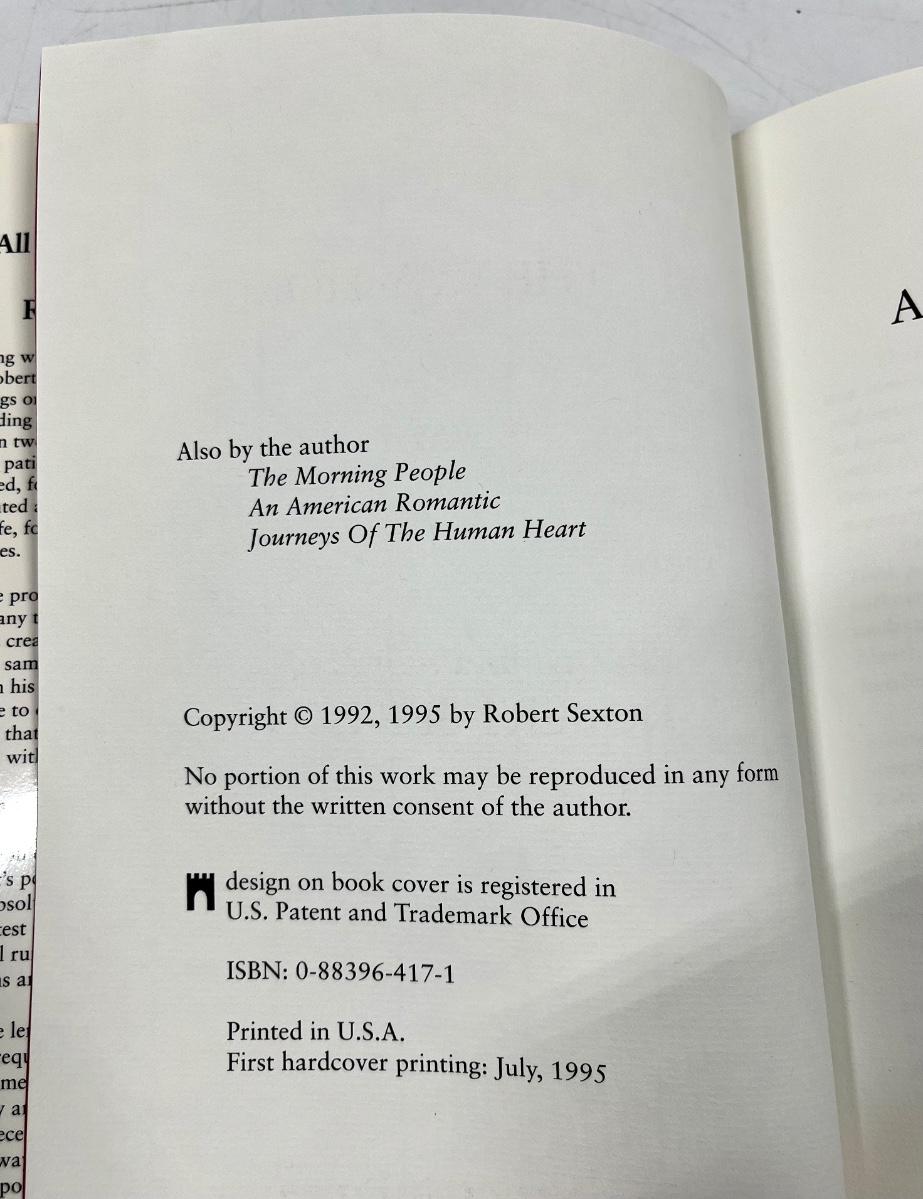 All
Also by the author
The Morning People
An American Romantic
Journeys Of The Human Heart
Copyright © 1992, 1995 by Robert Sexton
No portion of this work may be reproduced in any form
without the written consent of the author.
design on book cover is registered in
U.S. Patent and Trademark Office
ISBN: 0-88396-417-1
Printed in U.S.A.
First hardcover printing: July, 1995
A